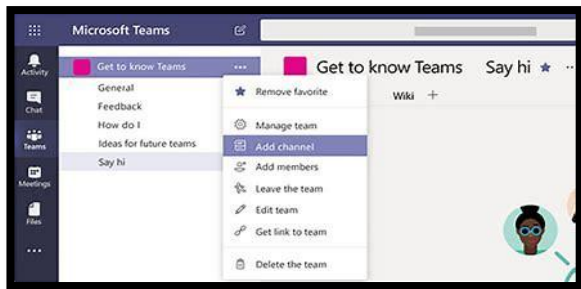 Microsoft Teams
Activity
Chat
Teams
Meetings
Files
Get to know Teams
General
Feedback
How do I
Ideas for future teams
Say hi
Remove favorite
Manage team
Add channel
Add members
Leave the team
Edit team
Get link to team
Delete the team
Get to know Teams Say hi
Wiki